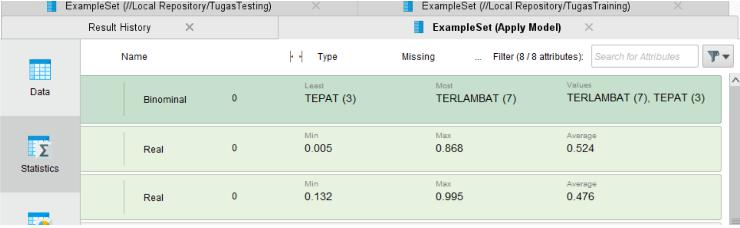 ExampleSet (//Local Repository/TugasTesting)
ExampleSet (//Local Repository/TugasTraining)
Result History
ExampleSet (Apply Model)
Name Type Missing ... Filter (8 / 8 attributes): Search for Attributes
Data
Statistics
Least Most Values
Binominal 0 TEPAT (3) TERLAMBAT (7) TERLAMBAT (7), TEPAT (3)
Min Max Average
Real 0 0.005 0.868 0.524
Min Max Average
Real 0 0.132 0.995 0.476